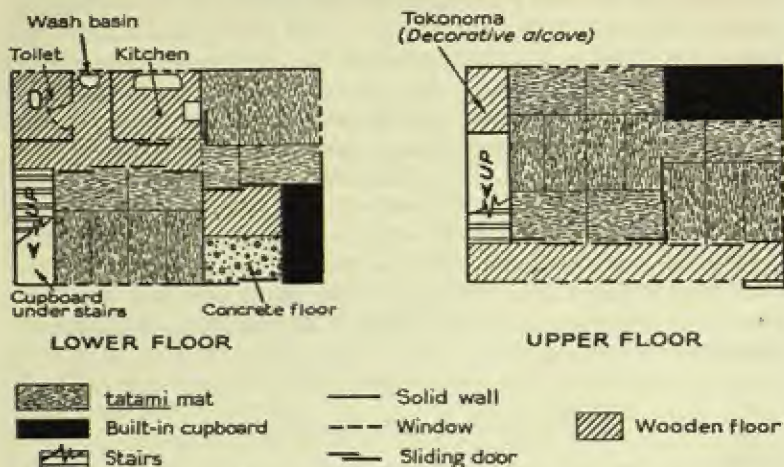 Wash basin
Toilet
Kitchen
UP
Cupboard
under stairs
Concrete floor
LOWER FLOOR
Tokonoma
(Decorative alcove)
UP
UPPER FLOOR
tatami mat
Built-in cupboard
Stairs
Solid wall
Window
Sliding door
Wooden floor